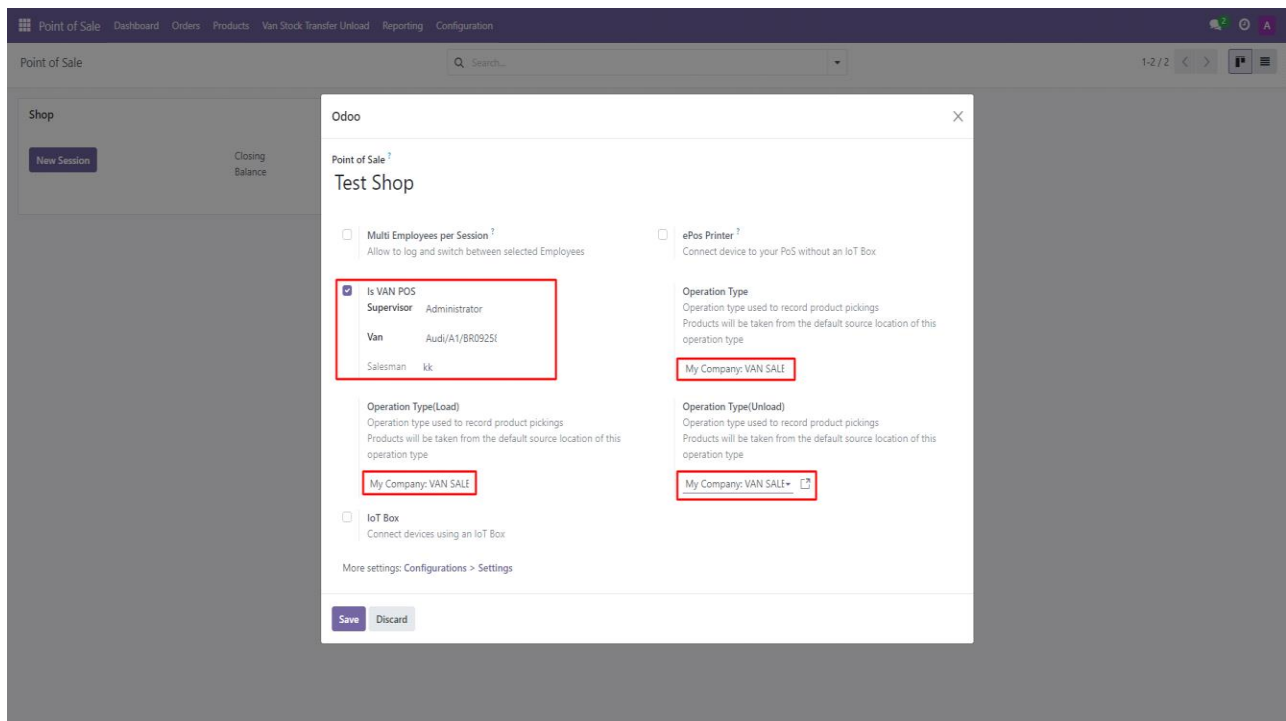 Point of Sale Dashboard Orders Products Van Stock Transfer Unload Reporting Configuration 2 A
Point of Sale Search... 1-2 / 2
Shop
New Session
Closing
Balance
Odoo
Point of Sale ?
Test Shop
Multi Employees per Session ?
Allow to log and switch between selected Employees
ePos Printer ?
Connect device to your PoS without an IoT Box
Is VAN POS
Supervisor Administrator
Van Audi/A1/BR0925
Salesman kk
Operation Type
Operation type used to record product pickings
Products will be taken from the default source location of this
operation type
My Company: VAN SALE
Operation Type(Load)
Operation type used to record product pickings
Products will be taken from the default source location of this
operation type
My Company: VAN SALE
Operation Type(Unload)
Operation type used to record product pickings
Products will be taken from the default source location of this
operation type
My Company: VAN SALE
IoT Box
Connect devices using an IoT Box
More settings: Configurations > Settings
Save Discard